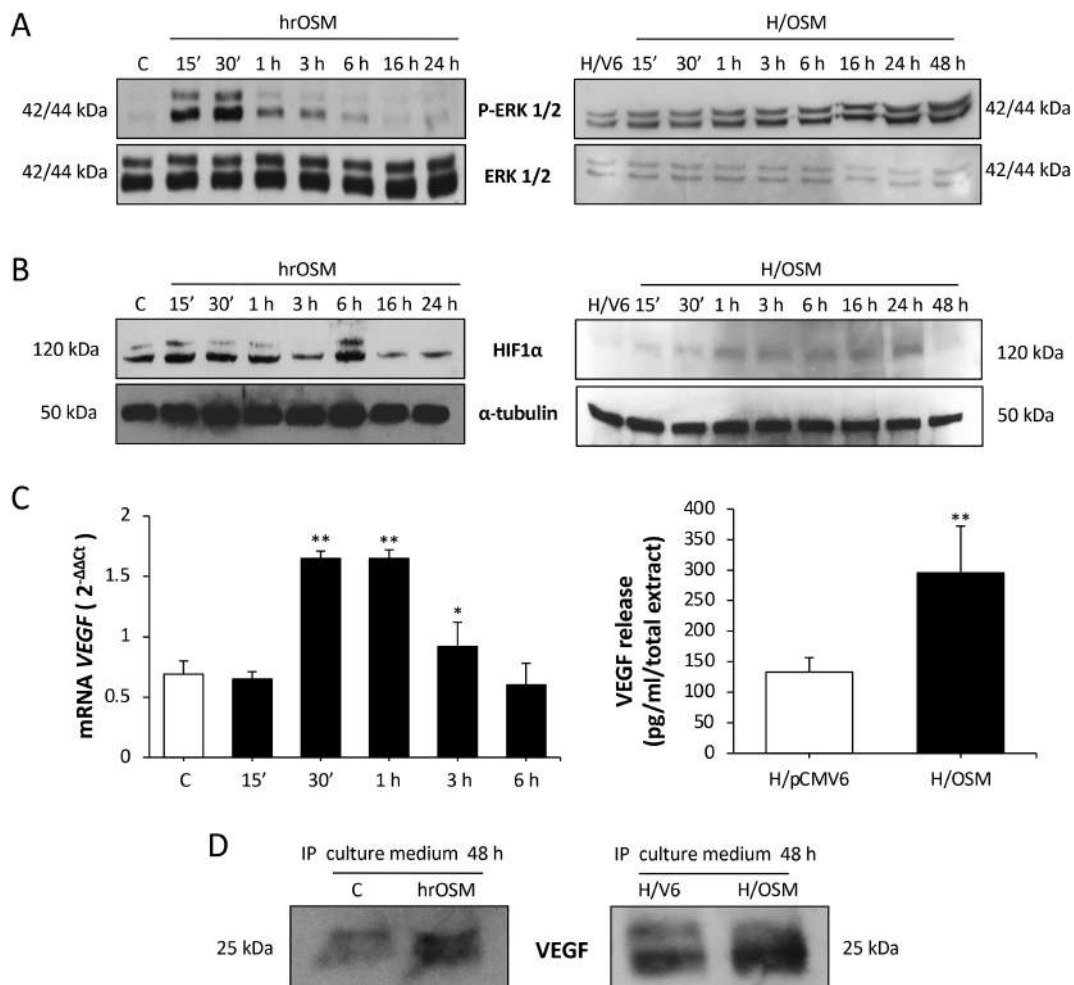 A
hrOSM
H/OSM
C 15’ 30’ 1 h 3 h 6 h 16 h 24 h
H/V6 15’ 30’ 1 h 3 h 6 h 16 h 24 h 48 h
42/44 kDa P-ERK 1/2 42/44 kDa
42/44 kDa ERK 1/2 42/44 kDa
B
hrOSM
H/OSM
C 15’ 30’ 1 h 3 h 6 h 16 h 24 h
H/V6 15’ 30’ 1 h 3 h 6 h 16 h 24 h 48 h
120 kDa HIF1α 120 kDa
50 kDa α-tubulin 50 kDa
C
mRNA VEGF ( 2-ΔΔCt)
2
1.5
1
0.5
0
** ** *
C 15’ 30’ 1 h 3 h 6 h
VEGF release
(pg/ml/total extract)
400
350
300
250
200
150
100
50
0
**
H/pCMV6 H/OSM
D
IP culture medium 48 h
C hrOSM
IP culture medium 48 h
H/V6 H/OSM
25 kDa VEGF 25 kDa